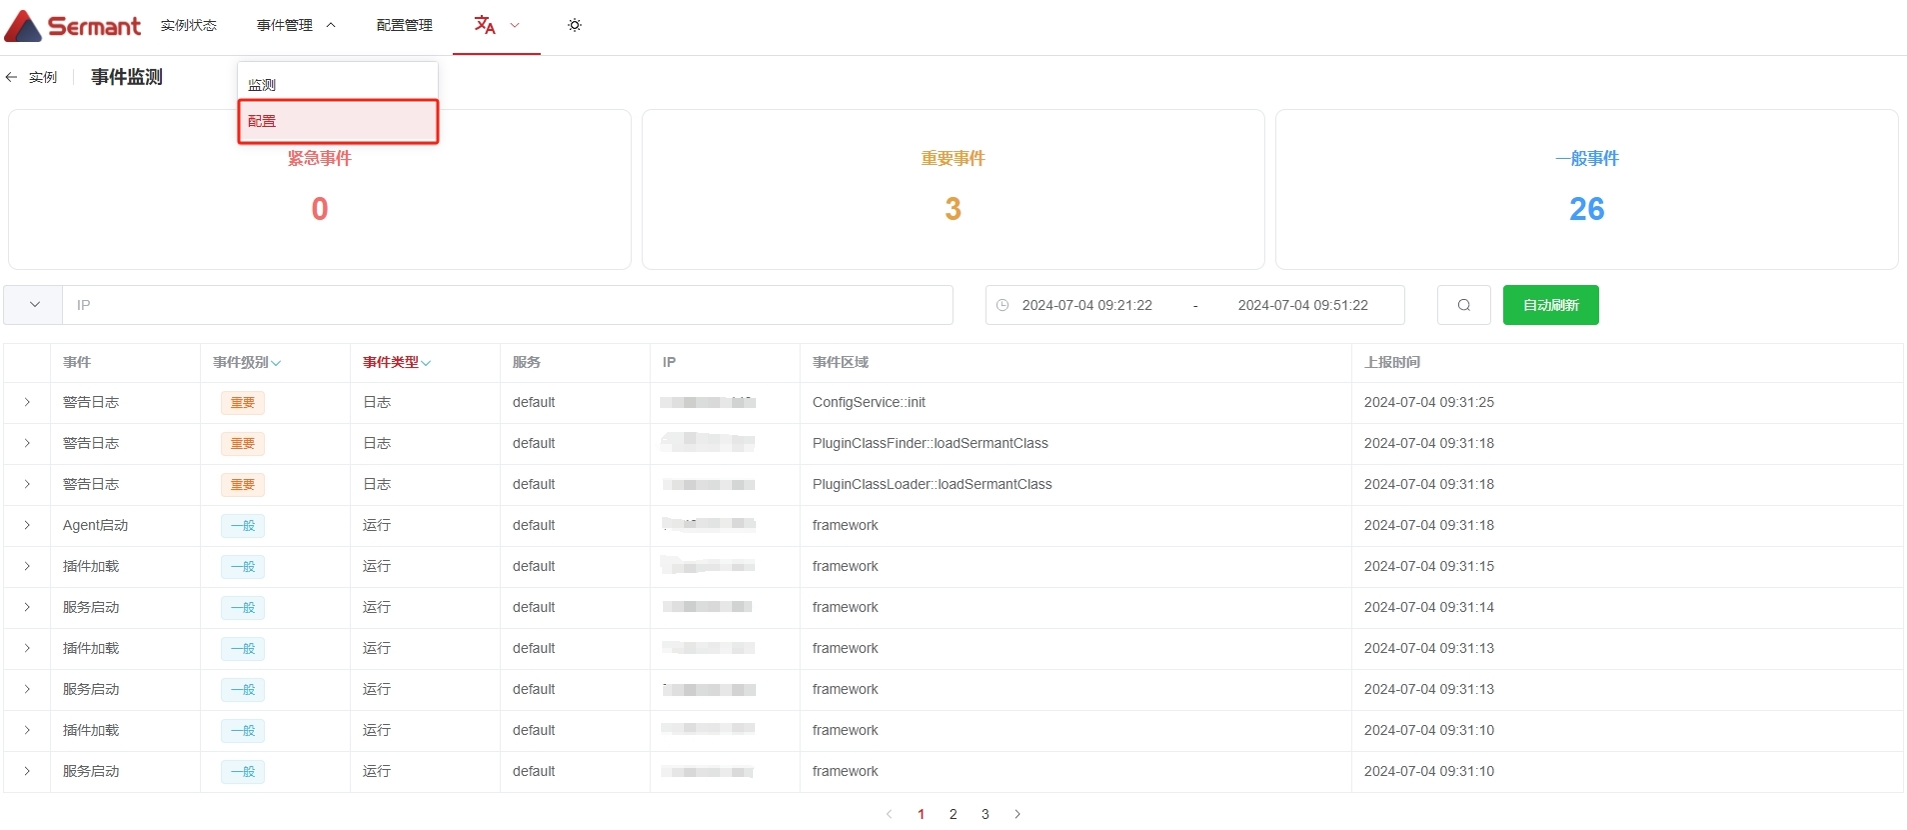 Sermant 实例状态 事件管理 配置管理
实例 事件监测
监测
配置
紧急事件 重要事件 一般事件
0 3 26
IP 2024-07-04 09:21:22 - 2024-07-04 09:51:22 自动刷新
事件 事件级别 事件类型 服务 IP 事件区域 上报时间
警告日志 重要 日志 default ConfigService::init 2024-07-04 09:31:25
警告日志 重要 日志 default PluginClassFinder::loadSermantClass 2024-07-04 09:31:18
警告日志 重要 日志 default PluginClassLoader::loadSermantClass 2024-07-04 09:31:18
Agent启动 一般 运行 default framework 2024-07-04 09:31:18
插件加载 一般 运行 default framework 2024-07-04 09:31:15
服务启动 一般 运行 default framework 2024-07-04 09:31:14
插件加载 一般 运行 default framework 2024-07-04 09:31:13
服务启动 一般 运行 default framework 2024-07-04 09:31:13
插件加载 一般 运行 default framework 2024-07-04 09:31:10
服务启动 一般 运行 default framework 2024-07-04 09:31:10
1 2 3